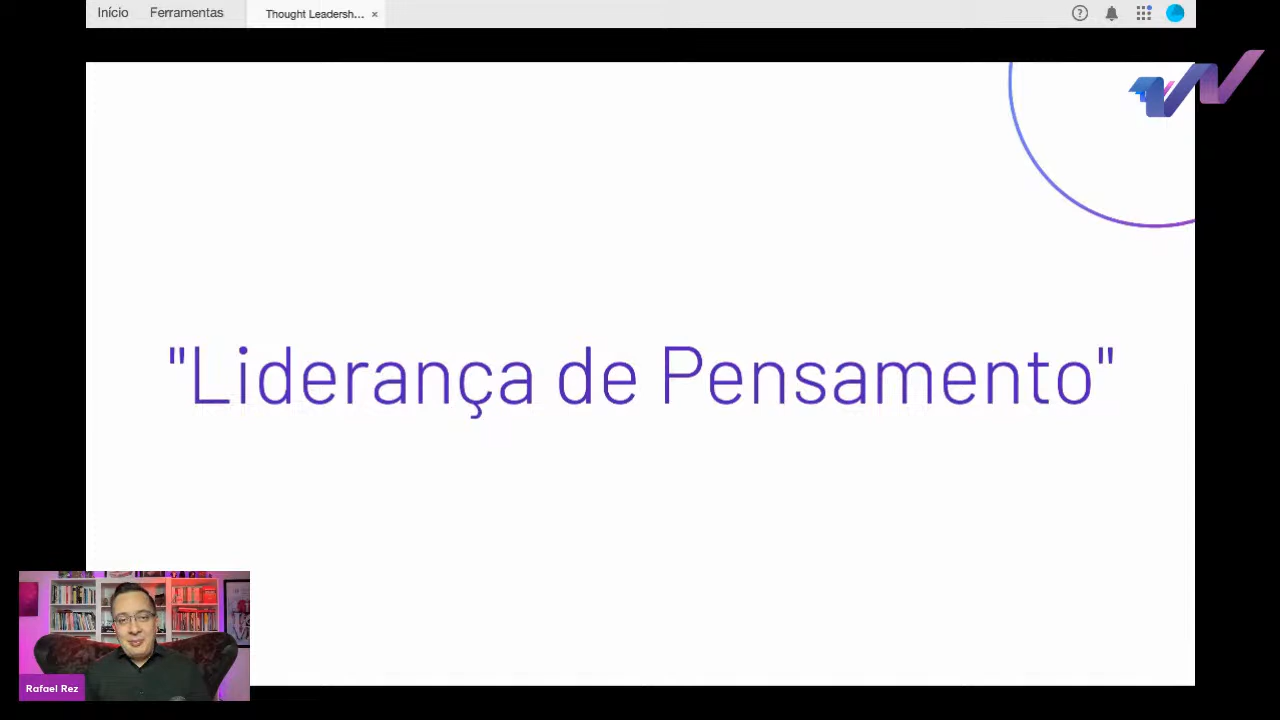 Início Ferramentas Thought Leadersh... ×
"Liderança de Pensamento"
Rafael Rez